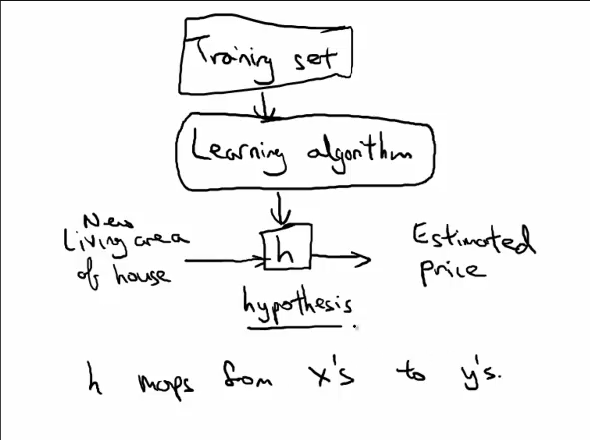 Training set
Learning algorithm
New
Living area
of house
h
Estimated
price
hypothesis
h maps from x's to y's.